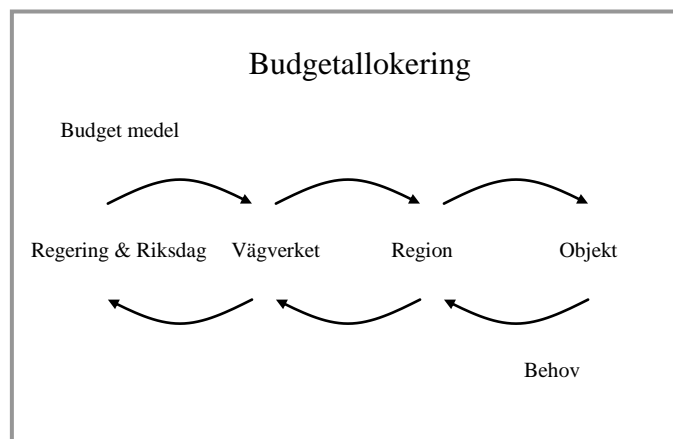 Budgetallokering
Budget medel
Regering & Riksdag Vägverket Region Objekt
Behov